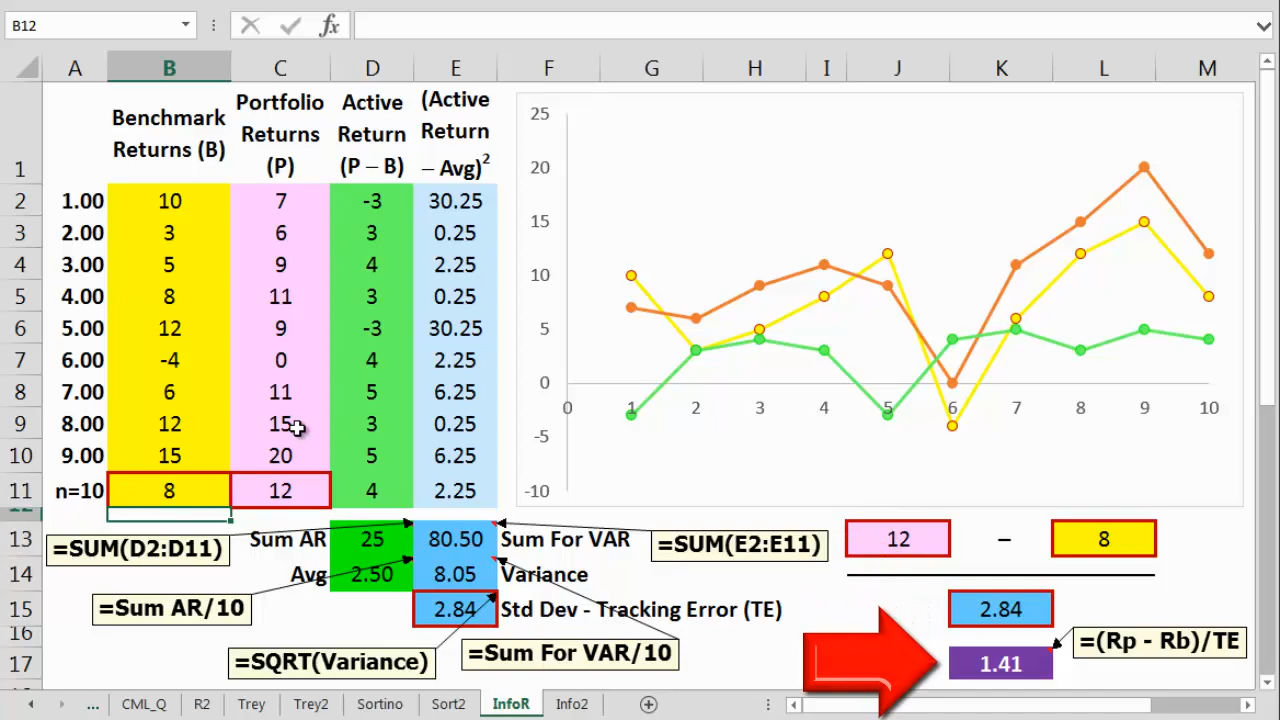 B12
fx
A B C D E F G H I J K L M
Benchmark Returns (B)
Portfolio Returns (P)
Active Return (P – B)
(Active Return – Avg)²
1
1.00 10 7 -3 30.25 2
2.00 3 6 3 0.25 3
3.00 5 9 4 2.25 4
4.00 8 11 3 0.25 5
5.00 12 9 -3 30.25 6
6.00 -4 0 4 6.25 7
7.00 6 11 5 6.25 8
8.00 12 15 3 0.25 9
9.00 15 20 5 6.25 10
n=10 8 12 4 2.25 11
25
20
15
10
5
0
-5
-10
0 1 2 3 4 5 6 7 8 9 10
12
13
=SUM(D2:D11) Sum AR 25 80.50 Sum For VAR =SUM(E2:E11) 12 – 8
14
Avg 2.50 8.05 Variance
=Sum AR/10
15
2.84 Std Dev - Tracking Error (TE) 2.84
16
=SQRT(Variance) =Sum For VAR/10
17
1.41 =(Rp - Rb)/TE
... CML_Q R2 Trey Trey2 Sortino Sort2 InfoR Info2